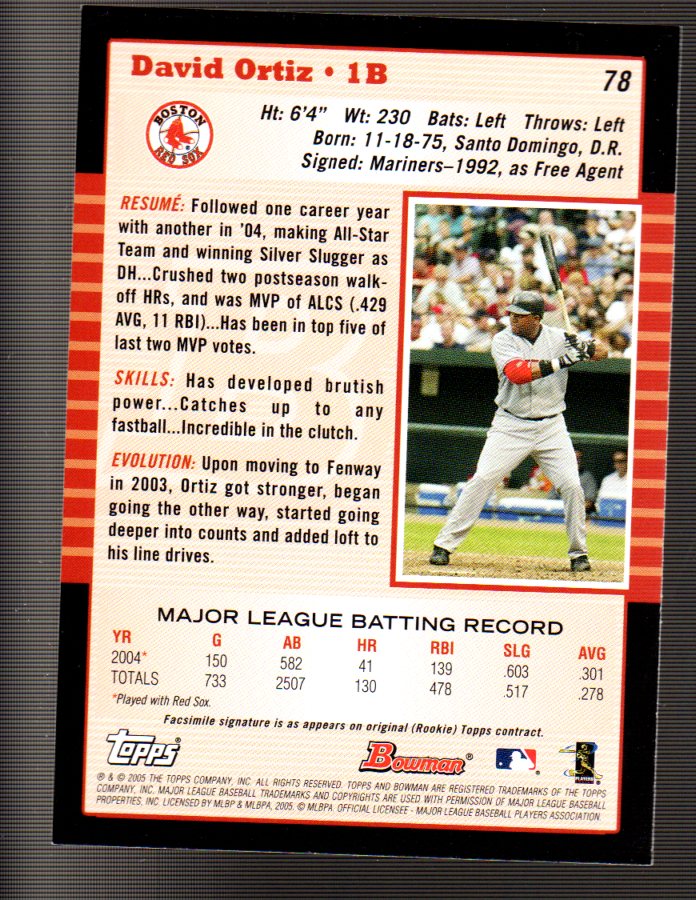 David Ortiz • 1B
78
BOSTON
RED SOX
Ht: 6'4" Wt: 230 Bats: Left Throws: Left
Born: 11-18-75, Santo Domingo, D.R.
Signed: Mariners–1992, as Free Agent
RESUMÉ: Followed one career year
with another in '04, making All-Star
Team and winning Silver Slugger as
DH...Crushed two postseason walk-
off HRs, and was MVP of ALCS (.429
AVG, 11 RBI)...Has been in top five of
last two MVP votes.
SKILLS: Has developed brutish
power...Catches up to any
fastball...Incredible in the clutch.
EVOLUTION: Upon moving to Fenway
in 2003, Ortiz got stronger, began
going the other way, started going
deeper into counts and added loft to
his line drives.
MAJOR LEAGUE BATTING RECORD
YR G AB HR RBI SLG AVG
2004* 150 582 41 139 .603 .301
TOTALS 733 2507 130 478 .517 .278
*Played with Red Sox.
Facsimile signature is as appears on original (Rookie) Topps contract.
topps®
Bowman®
PLAYERS
® & © 2005 THE TOPPS COMPANY, INC. ALL RIGHTS RESERVED. TOPPS AND BOWMAN ARE REGISTERED TRADEMARKS OF THE TOPPS
COMPANY, INC. MAJOR LEAGUE BASEBALL TRADEMARKS AND COPYRIGHTS ARE USED WITH PERMISSION OF MAJOR LEAGUE BASEBALL
PROPERTIES, INC. LICENSED BY MLBP & MLBPA, 2005. © MLBPA. OFFICIAL LICENSEE - MAJOR LEAGUE BASEBALL PLAYERS ASSOCIATION.